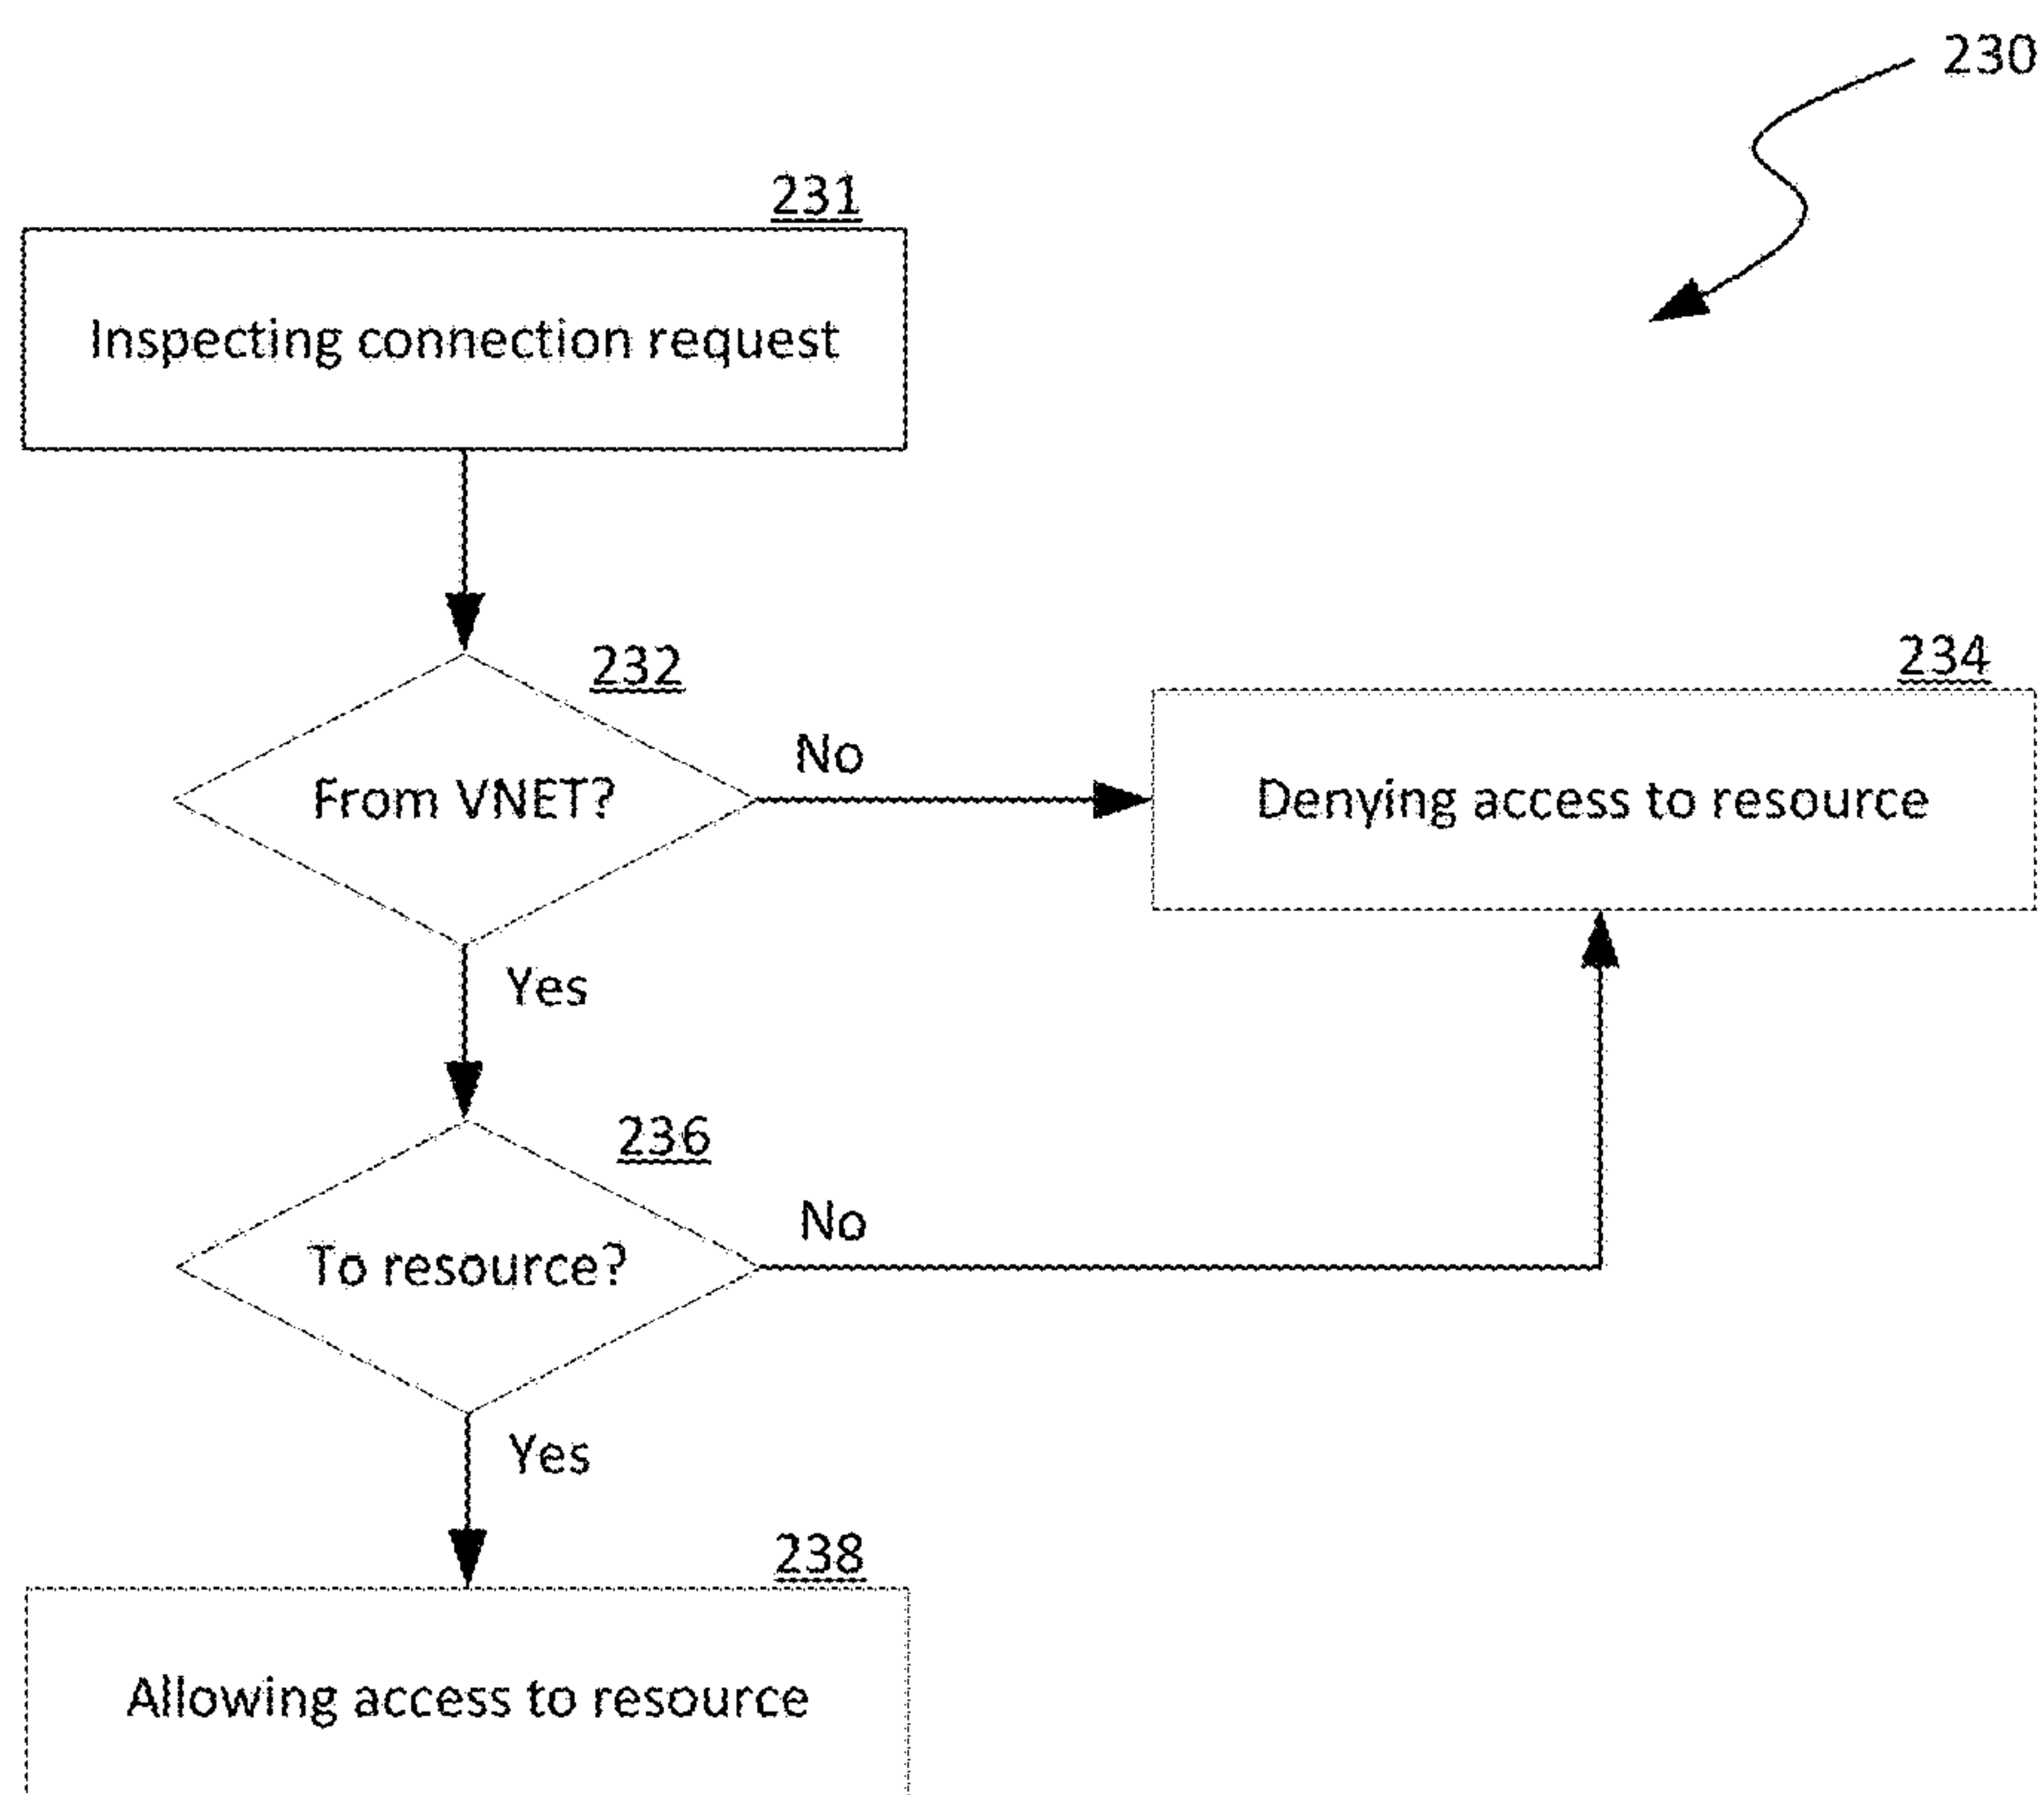 230
231
Inspecting connection request
232
From VNET?
No
234
Denying access to resource
Yes
236
To resource?
No
Yes
238
Allowing access to resource